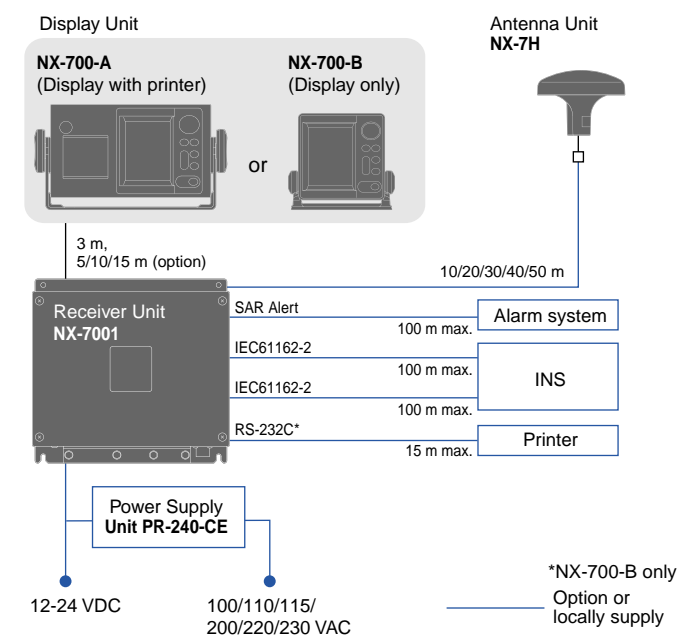 Display Unit
Antenna Unit
NX-7H
NX-700-A
(Display with printer)
NX-700-B
(Display only)
or
3 m,
5/10/15 m (option)
10/20/30/40/50 m
Receiver Unit
NX-7001
SAR Alert
100 m max.
Alarm system
IEC61162-2
100 m max.
INS
IEC61162-2
100 m max.
RS-232C*
15 m max.
Printer
Power Supply
Unit PR-240-CE
12-24 VDC
100/110/115/
200/220/230 VAC
*NX-700-B only
Option or
locally supply